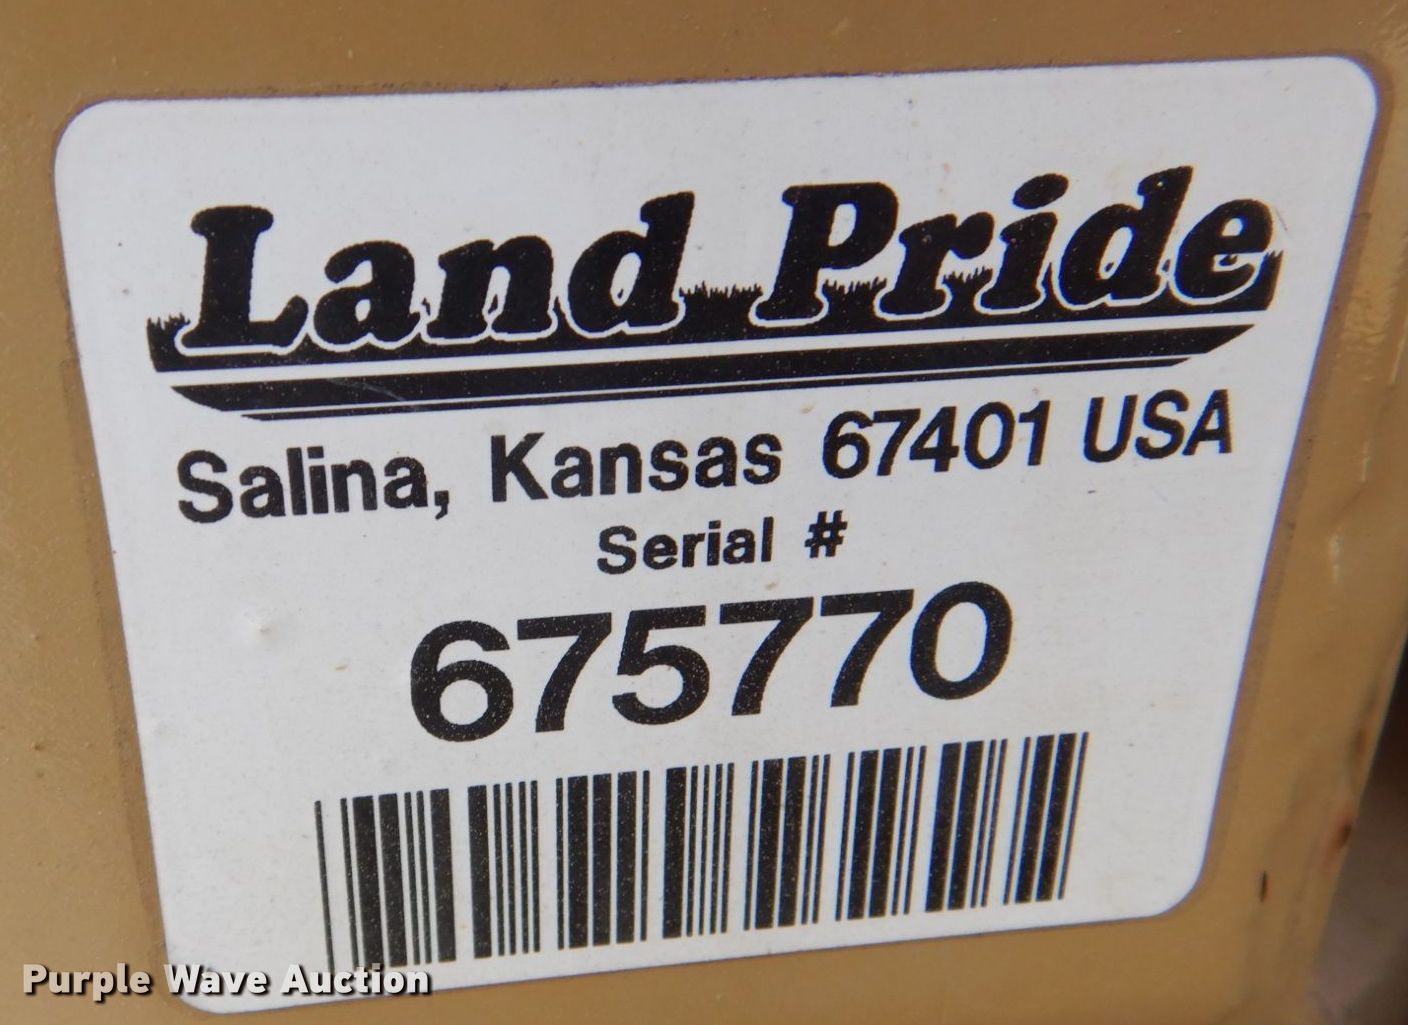 Land Pride
Salina, Kansas 67401 USA
Serial #
675770
Purple Wave Auction